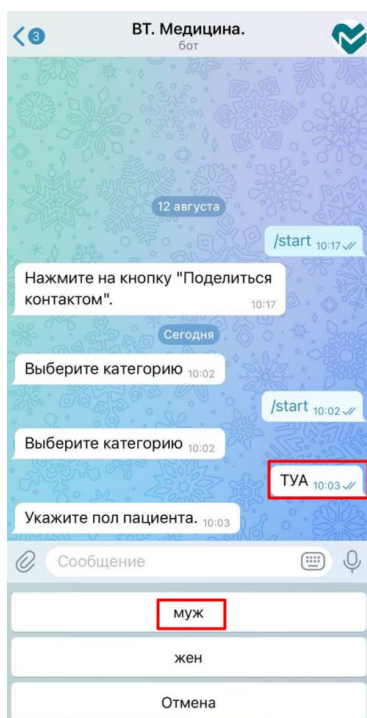 3
ВТ. Медицина.
бот
12 августа
/start 10:17
Нажмите на кнопку "Поделиться
контактом".
10:17
Сегодня
Выберите категорию 10:02
/start 10:02
Выберите категорию 10:02
ТУА 10:03
Укажите пол пациента. 10:03
Сообщение
муж
жен
Отмена